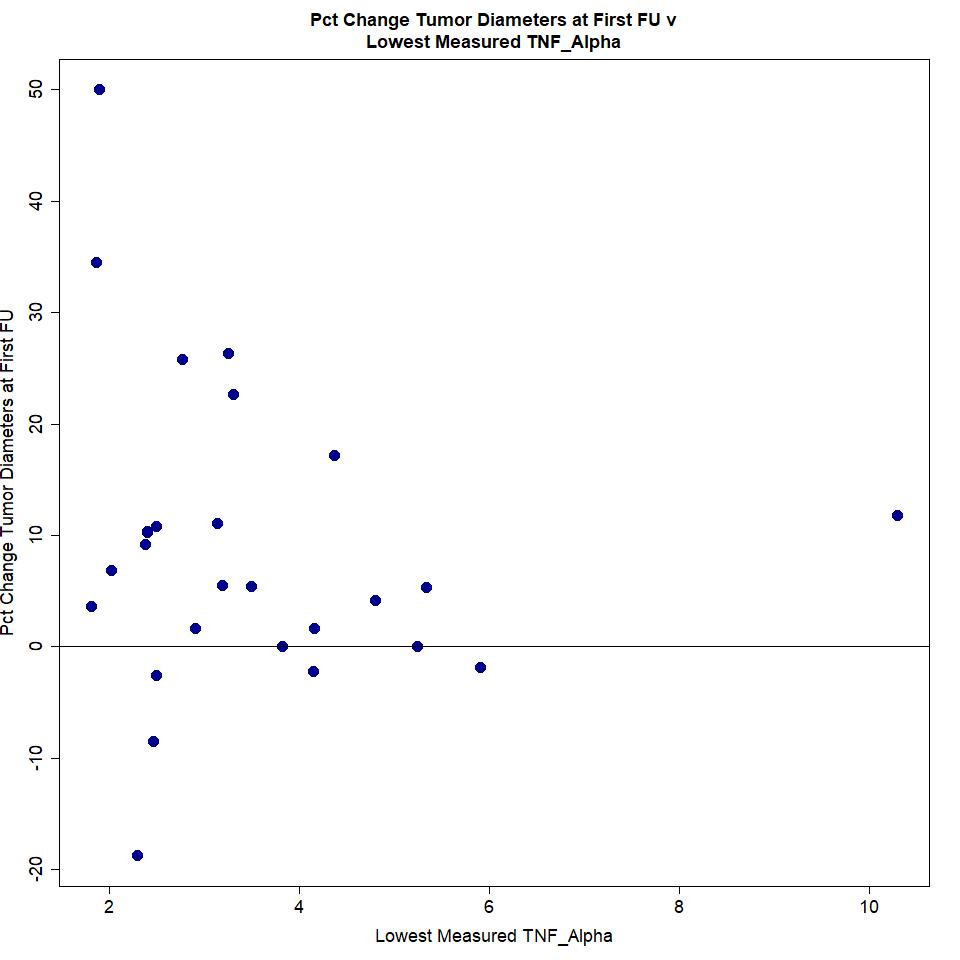 Pct Change Tumor Diameters at First FU v
Lowest Measured TNF_Alpha
Pct Change Tumor Diameters at First FU
50
40
30
20
10
0
-10
-20
2 4 6 8 10
Lowest Measured TNF_Alpha